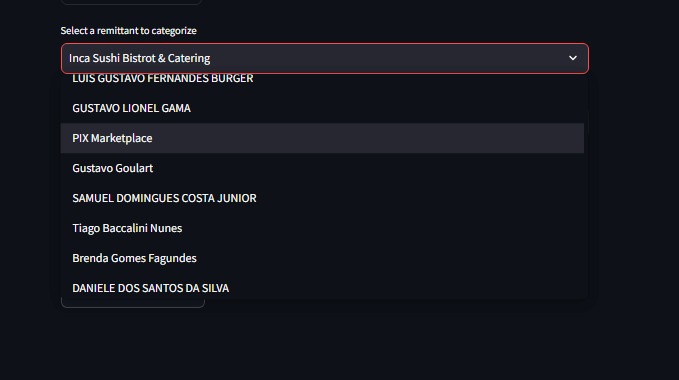 Select a remittant to categorize
Inca Sushi Bistrot & Catering
LUIS GUSTAVO FERNANDES BURGER
GUSTAVO LIONEL GAMA
PIX Marketplace
Gustavo Goulart
SAMUEL DOMINGUES COSTA JUNIOR
Tiago Baccalini Nunes
Brenda Gomes Fagundes
DANIELE DOS SANTOS DA SILVA